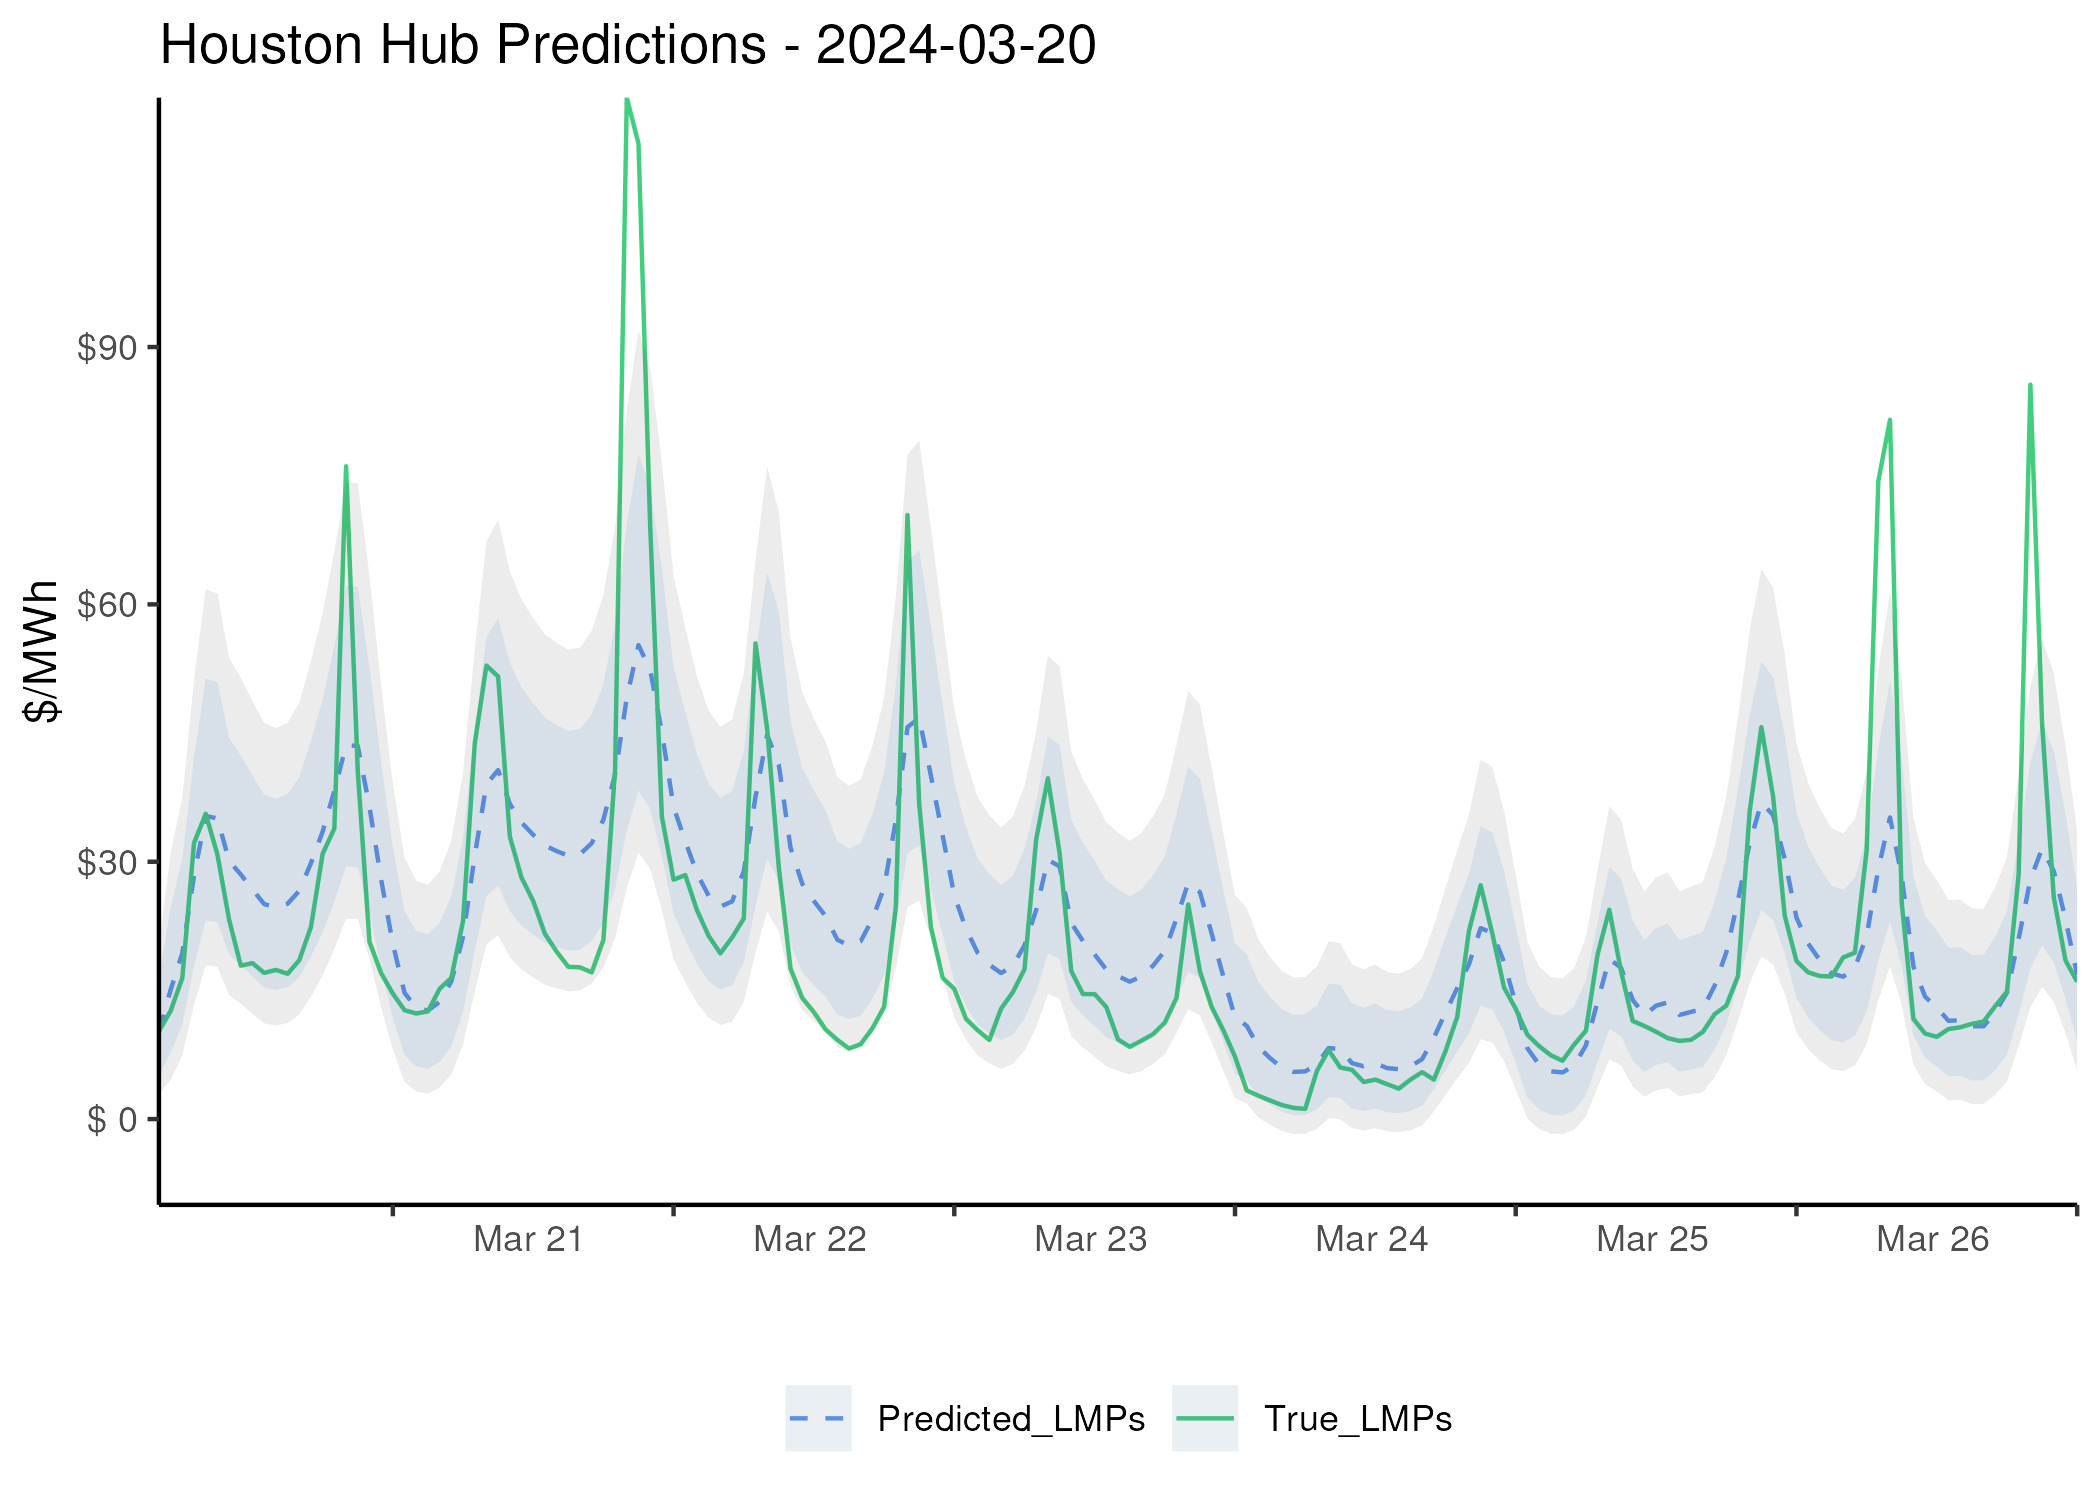 Houston Hub Predictions - 2024-03-20
$/MWh
$90
$60
$30
$ 0
Mar 21
Mar 22
Mar 23
Mar 24
Mar 25
Mar 26
Predicted_LMPs
True_LMPs